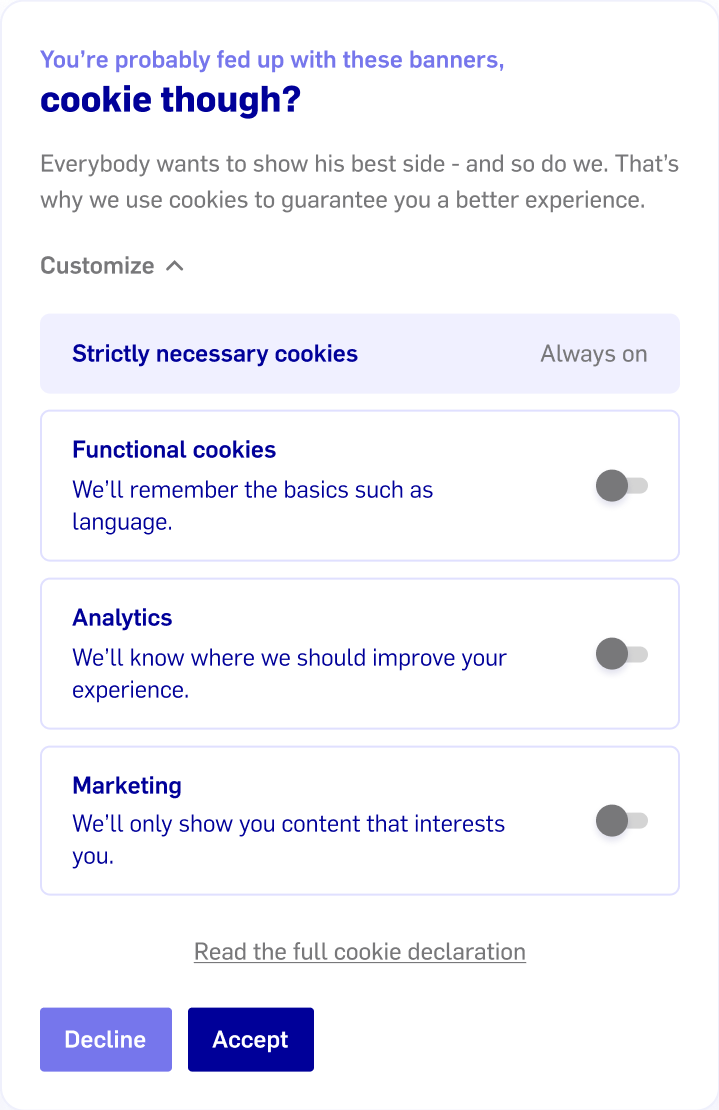 You’re probably fed up with these banners,
cookie though?
Everybody wants to show his best side - and so do we. That’s
why we use cookies to guarantee you a better experience.
Customize
Strictly necessary cookies Always on
Functional cookies
We’ll remember the basics such as
language.
Analytics
We’ll know where we should improve your
experience.
Marketing
We’ll only show you content that interests
you.
Read the full cookie declaration
Decline Accept